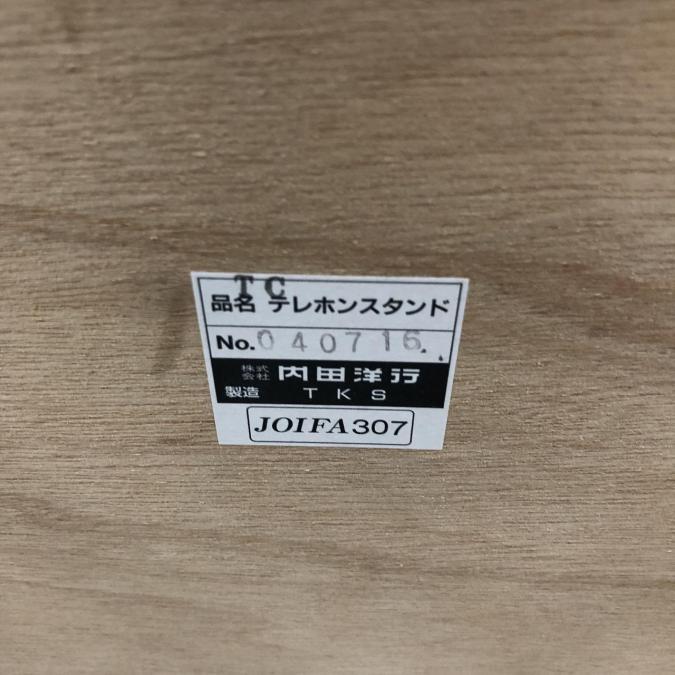 TC
品名 テレホンスタンド
No. 040716
株式会社 内田洋行
製造 TKS
JOIFA307